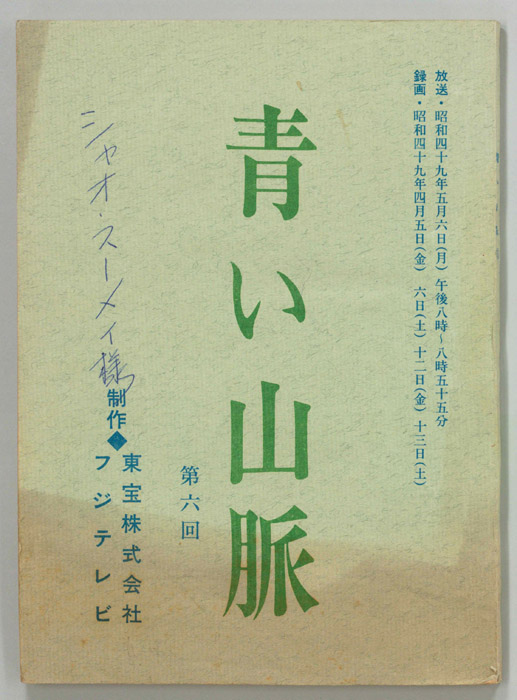 放送・昭和四十九年五月六日(月) 午後八時〜八時五十五分
録画・昭和四十九年四月五日(金) 六日(土) 十二日(金) 十三日(土)
青い山脈
第六回
制作◆東宝株式会社
フジテレビ
シャオ・スーメイ様